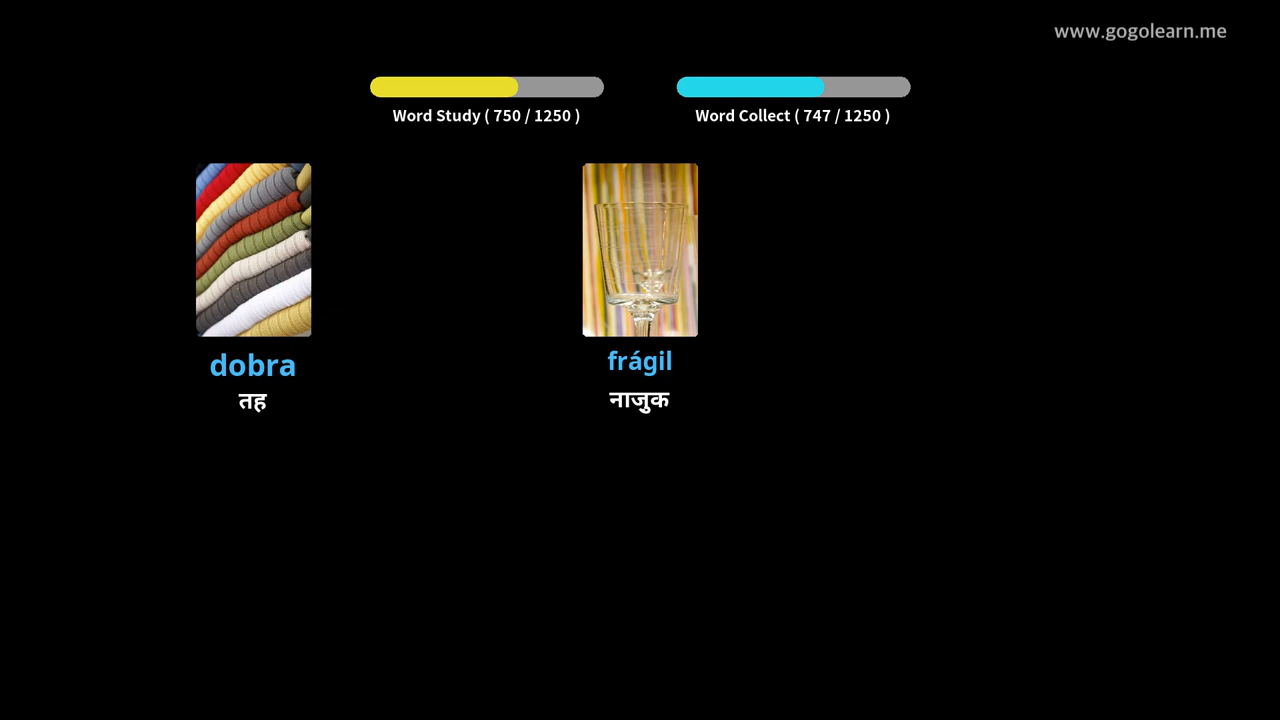 www.gogolearn.me
Word Study ( 750 / 1250 )
Word Collect ( 747 / 1250 )
dobra
तह
frágil
नाजुक